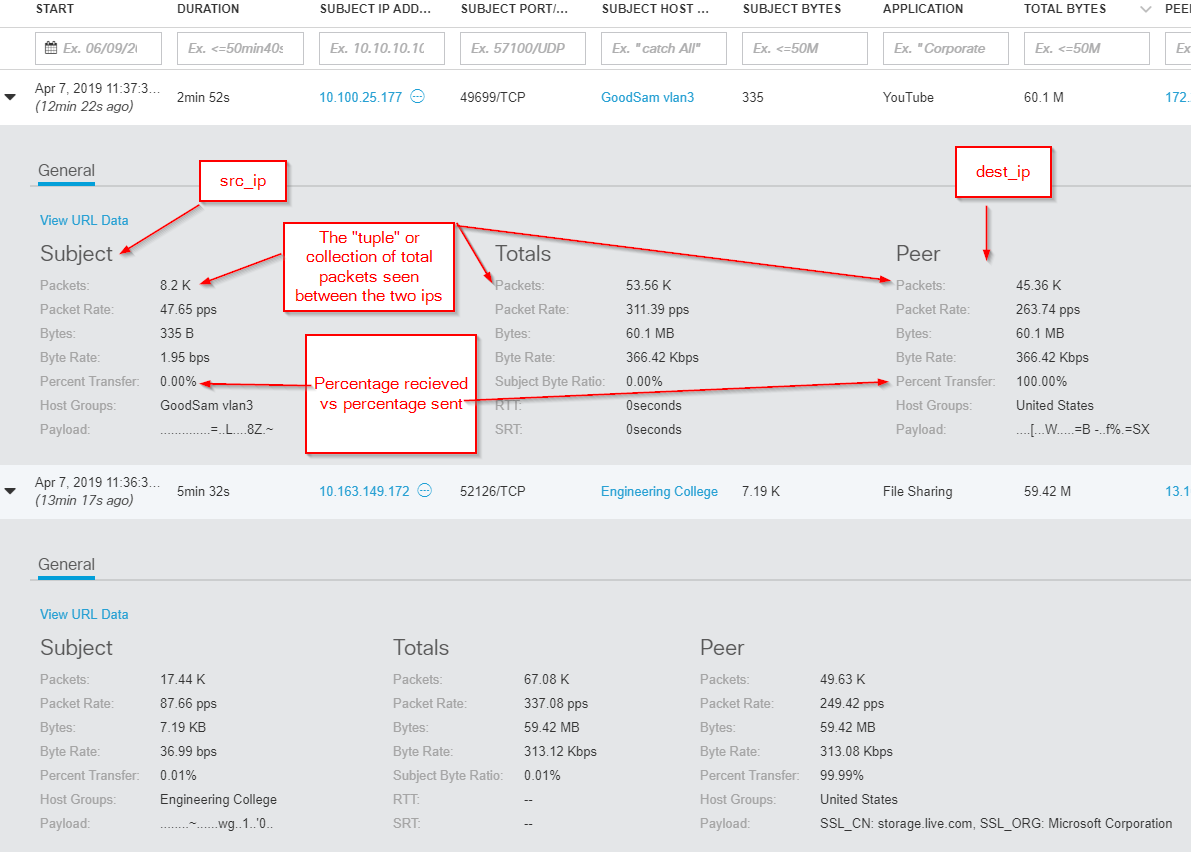 START DURATION SUBJECT IP ADD... SUBJECT PORT/... SUBJECT HOST ... SUBJECT BYTES APPLICATION TOTAL BYTES PEE
Ex. 06/09/20 Ex. <=50min40s Ex. 10.10.10.10 Ex. 57100/UDP Ex. "catch All" Ex. <=50M Ex. "Corporate Ex. <=50M Ex
Apr 7, 2019 11:37:3... 2min 52s 10.100.25.177 49699/TCP GoodSam vlan3 335 YouTube 60.1 M 172.
(12min 22s ago)
General
src_ip
dest_ip
View URL Data
The "tuple" or
collection of total
packets seen
between the two ips
Subject Totals Peer
Packets: 8.2 K Packets: 53.56 K Packets: 45.36 K
Packet Rate: 47.65 pps Packet Rate: 311.39 pps Packet Rate: 263.74 pps
Bytes: 335 B Bytes: 60.1 MB Bytes: 60.1 MB
Byte Rate: 1.95 bps Byte Rate: 366.42 Kbps Byte Rate: 366.42 Kbps
Percent Transfer: 0.00% Subject Byte Ratio: 0.00% Percent Transfer: 100.00%
Percentage recieved
vs percentage sent
Host Groups: GoodSam vlan3 RTT: 0seconds Host Groups: United States
Payload: .............=..L....8Z.~ SRT: 0seconds Payload: ....[...W.....=B -..f%.=SX
Apr 7, 2019 11:36:3... 5min 32s 10.163.149.172 52126/TCP Engineering College 7.19 K File Sharing 59.42 M 13.1
(13min 17s ago)
General
View URL Data
Subject Totals Peer
Packets: 17.44 K Packets: 67.08 K Packets: 49.63 K
Packet Rate: 87.66 pps Packet Rate: 337.08 pps Packet Rate: 249.42 pps
Bytes: 7.19 KB Bytes: 59.42 MB Bytes: 59.42 MB
Byte Rate: 36.99 bps Byte Rate: 313.12 Kbps Byte Rate: 313.08 Kbps
Percent Transfer: 0.01% Subject Byte Ratio: 0.01% Percent Transfer: 99.99%
Host Groups: Engineering College RTT: -- Host Groups: United States
Payload: ........~......wg..1..'0.. SRT: -- Payload: SSL_CN: storage.live.com, SSL_ORG: Microsoft Corporation